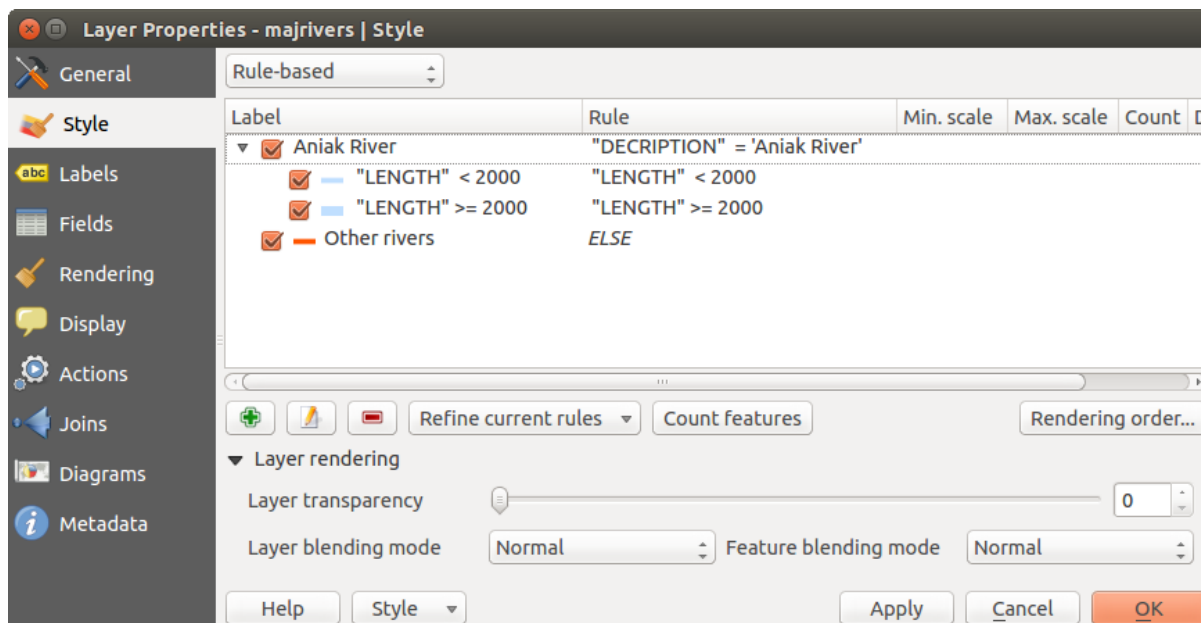 Layer Properties - majrivers | Style
General
Style
Labels
Fields
Rendering
Display
Actions
Joins
Diagrams
Metadata
abc
Rule-based
Label Rule Min. scale Max. scale Count D
Aniak River "DECRIPTION" = 'Aniak River'
"LENGTH" < 2000 "LENGTH" < 2000
"LENGTH" >= 2000 "LENGTH" >= 2000
Other rivers ELSE
Refine current rules Count features Rendering order...
Layer rendering
Layer transparency 0
Layer blending mode Normal Feature blending mode Normal
Help Style Apply Cancel OK